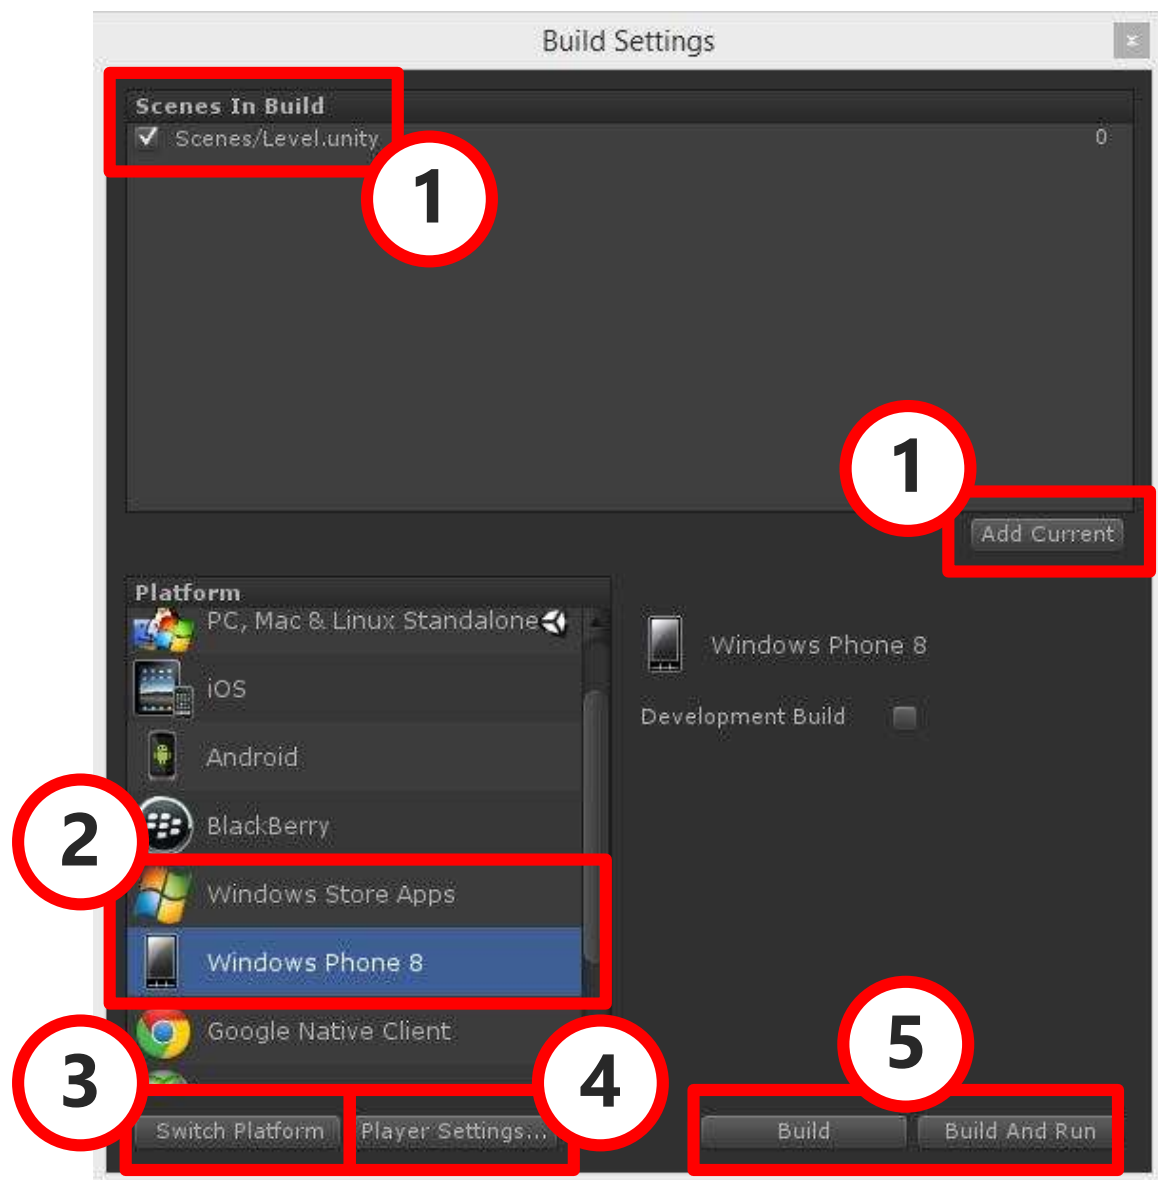 Build Settings
Scenes In Build
Scenes/Level.unity 0
1
1
Add Current
Platform
PC, Mac & Linux Standalone
Windows Phone 8
iOS
Development Build
Android
2
BlackBerry
Windows Store Apps
Windows Phone 8
Google Native Client
3
4
5
Switch Platform
Player Settings...
Build
Build And Run